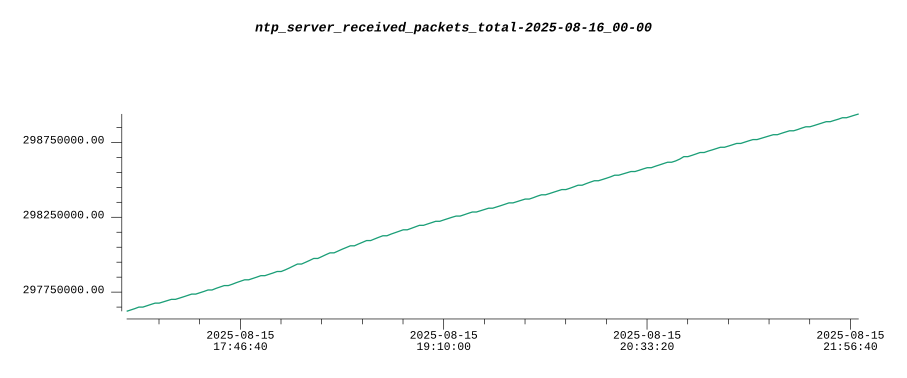 ntp_server_received_packets_total-2025-08-16_00-00
298750000.00
298250000.00
297750000.00
2025-08-15 2025-08-15 2025-08-15 2025-08-15
17:46:40 19:10:00 20:33:20 21:56:40